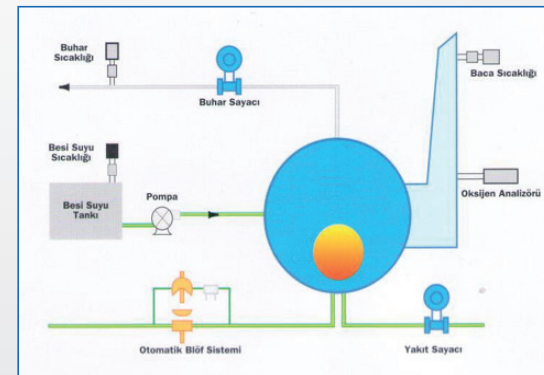 Buhar
Sıcaklığı
Buhar Sayacı
Baca Sıcaklığı
Besi Suyu
Sıcaklığı
Besi Suyu
Tankı
Pompa
Oksijen Analizörü
Otomatik Blöf Sistemi
Yakıt Sayacı